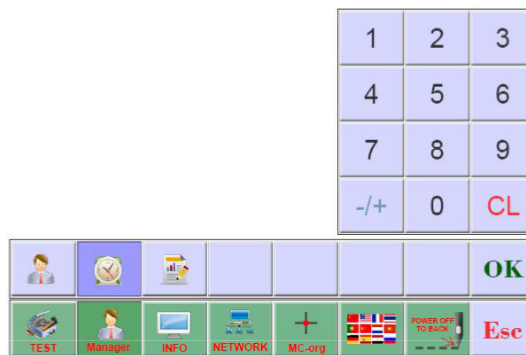 1 2 3
4 5 6
7 8 9
-/+ 0 CL
OK
TEST Manager INFO NETWORK MC-org POWER OFF
TO BACK Esc